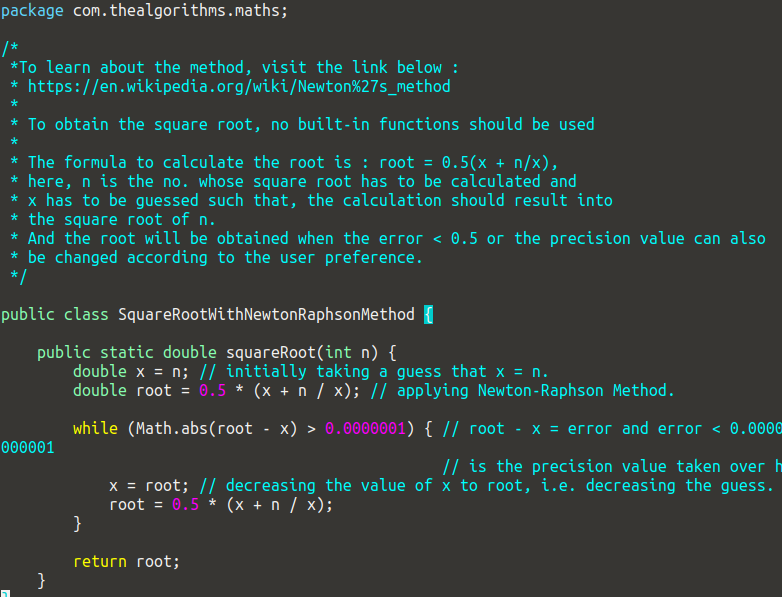 package com.thealgorithms.maths;
/*
 *To learn about the method, visit the link below :
 * https://en.wikipedia.org/wiki/Newton%27s_method
 *
 * To obtain the square root, no built-in functions should be used
 *
 * The formula to calculate the root is : root = 0.5(x + n/x),
 * here, n is the no. whose square root has to be calculated and
 * x has to be guessed such that, the calculation should result into
 * the square root of n.
 * And the root will be obtained when the error < 0.5 or the precision value can also
 * be changed according to the user preference.
 */
public class SquareRootWithNewtonRaphsonMethod {
    public static double squareRoot(int n) {
        double x = n; // initially taking a guess that x = n.
        double root = 0.5 * (x + n / x); // applying Newton-Raphson Method.
        while (Math.abs(root - x) > 0.0000001) { // root - x = error and error < 0.0000
000001
                                                 // is the precision value taken over h
            x = root; // decreasing the value of x to root, i.e. decreasing the guess.
            root = 0.5 * (x + n / x);
        }
        return root;
    }
}